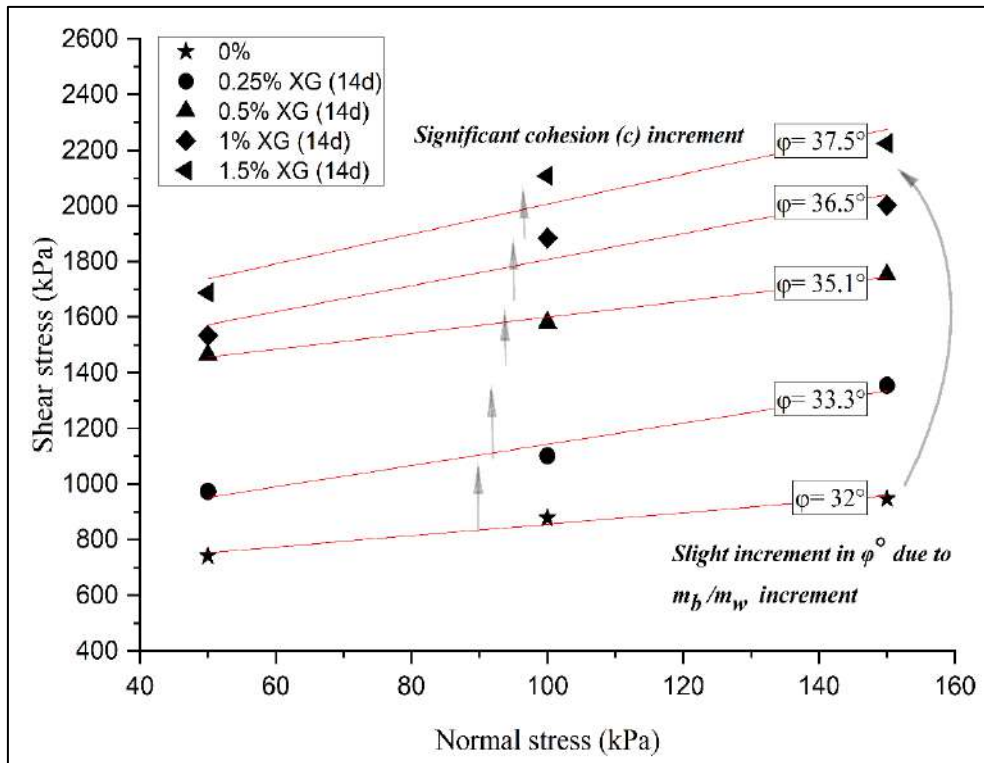 2600
2400
2200
2000
1800
1600
1400
1200
1000
800
600
400
Shear stress (kPa)
0%
0.25% XG (14d)
0.5% XG (14d)
1% XG (14d)
1.5% XG (14d)
Significant cohesion (c) increment
φ= 37.5°
φ= 36.5°
φ= 35.1°
φ= 33.3°
φ= 32°
Slight increment in φ° due to
m_b/m_w increment
40
60
80
100
120
140
160
Normal stress (kPa)